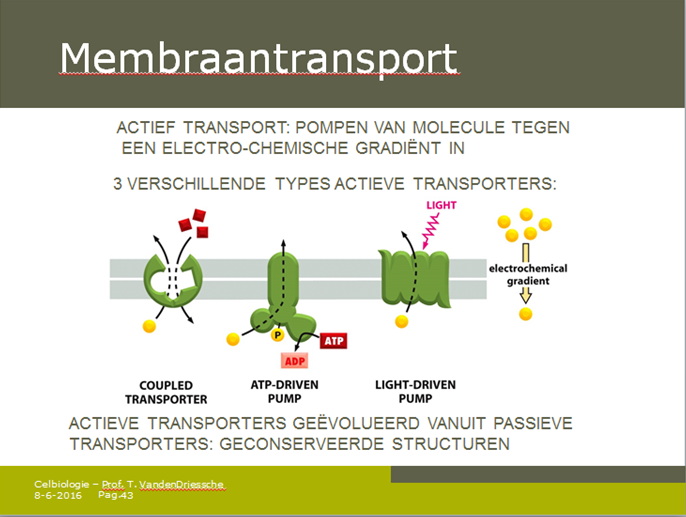 Membraantransport
ACTIEF TRANSPORT: POMPEN VAN MOLECULE TEGEN
EEN ELECTRO-CHEMISCHE GRADIËNT IN
3 VERSCHILLENDE TYPES ACTIEVE TRANSPORTERS:
LIGHT
electrochemical
gradient
P
ATP
ADP
COUPLED
TRANSPORTER
ATP-DRIVEN
PUMP
LIGHT-DRIVEN
PUMP
ACTIEVE TRANSPORTERS GEËVOLUEERD VANUIT PASSIEVE
TRANSPORTERS: GECONSERVEERDE STRUCTUREN
Celbiologie – Prof. T. VandenDriessche
8-6-2016 Pag.43